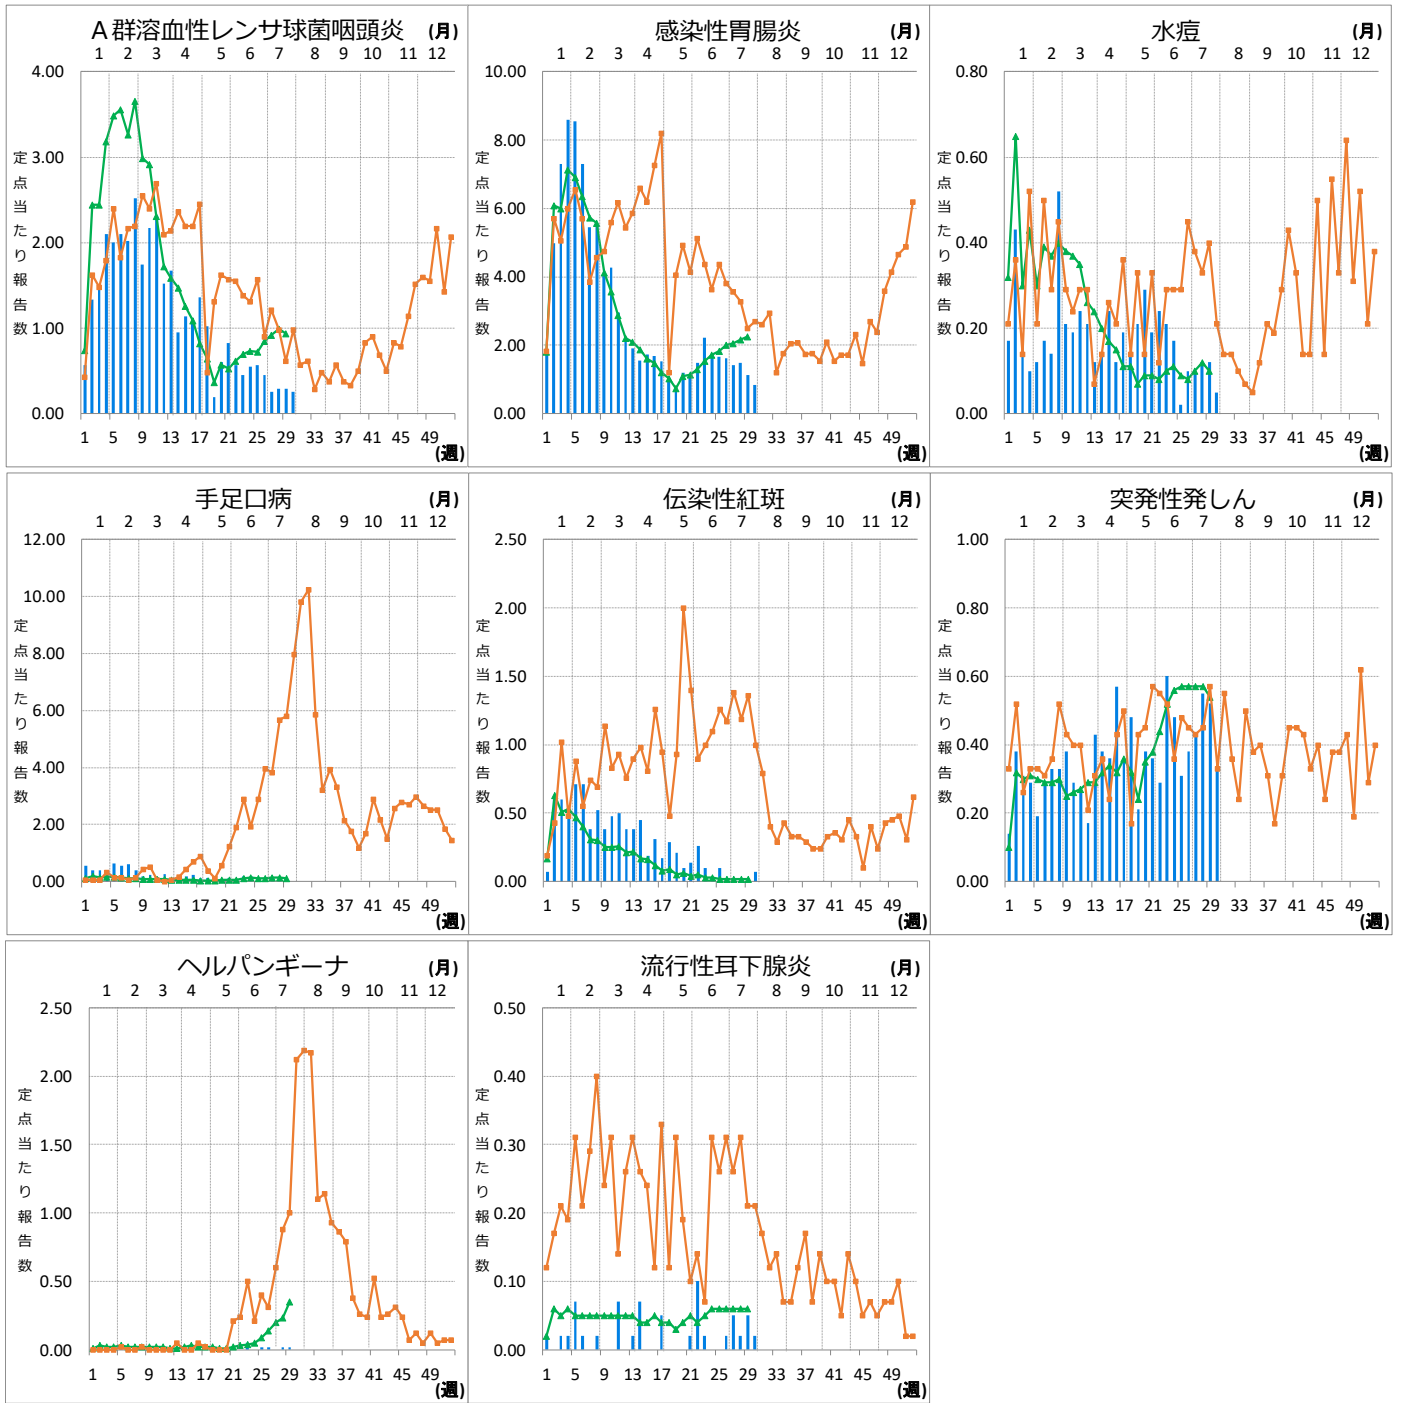 A群溶血性レンサ球菌咽頭炎 (月)
1 2 3 4 5 6 7 8 9 10 11 12
4.00
3.00
2.00
1.00
0.00
定点当たり報告数
1 5 9 13 17 21 25 29 33 37 41 45 49
(週)
感染性胃腸炎 (月)
1 2 3 4 5 6 7 8 9 10 11 12
10.00
8.00
6.00
4.00
2.00
0.00
定点当たり報告数
1 5 9 13 17 21 25 29 33 37 41 45 49
(週)
水痘 (月)
1 2 3 4 5 6 7 8 9 10 11 12
0.80
0.60
0.40
0.20
0.00
定点当たり報告数
1 5 9 13 17 21 25 29 33 37 41 45 49
(週)
手足口病 (月)
1 2 3 4 5 6 7 8 9 10 11 12
12.00
10.00
8.00
6.00
4.00
2.00
0.00
定点当たり報告数
1 5 9 13 17 21 25 29 33 37 41 45 49
(週)
伝染性紅斑 (月)
1 2 3 4 5 6 7 8 9 10 11 12
2.50
2.00
1.50
1.00
0.50
0.00
定点当たり報告数
1 5 9 13 17 21 25 29 33 37 41 45 49
(週)
突発性発しん (月)
1 2 3 4 5 6 7 8 9 10 11 12
1.00
0.80
0.60
0.40
0.20
0.00
定点当たり報告数
1 5 9 13 17 21 25 29 33 37 41 45 49
(週)
ヘルパンギーナ (月)
1 2 3 4 5 6 7 8 9 10 11 12
2.50
2.00
1.50
1.00
0.50
0.00
定点当たり報告数
1 5 9 13 17 21 25 29 33 37 41 45 49
(週)
流行性耳下腺炎 (月)
1 2 3 4 5 6 7 8 9 10 11 12
0.50
0.40
0.30
0.20
0.10
0.00
定点当たり報告数
1 5 9 13 17 21 25 29 33 37 41 45 49
(週)